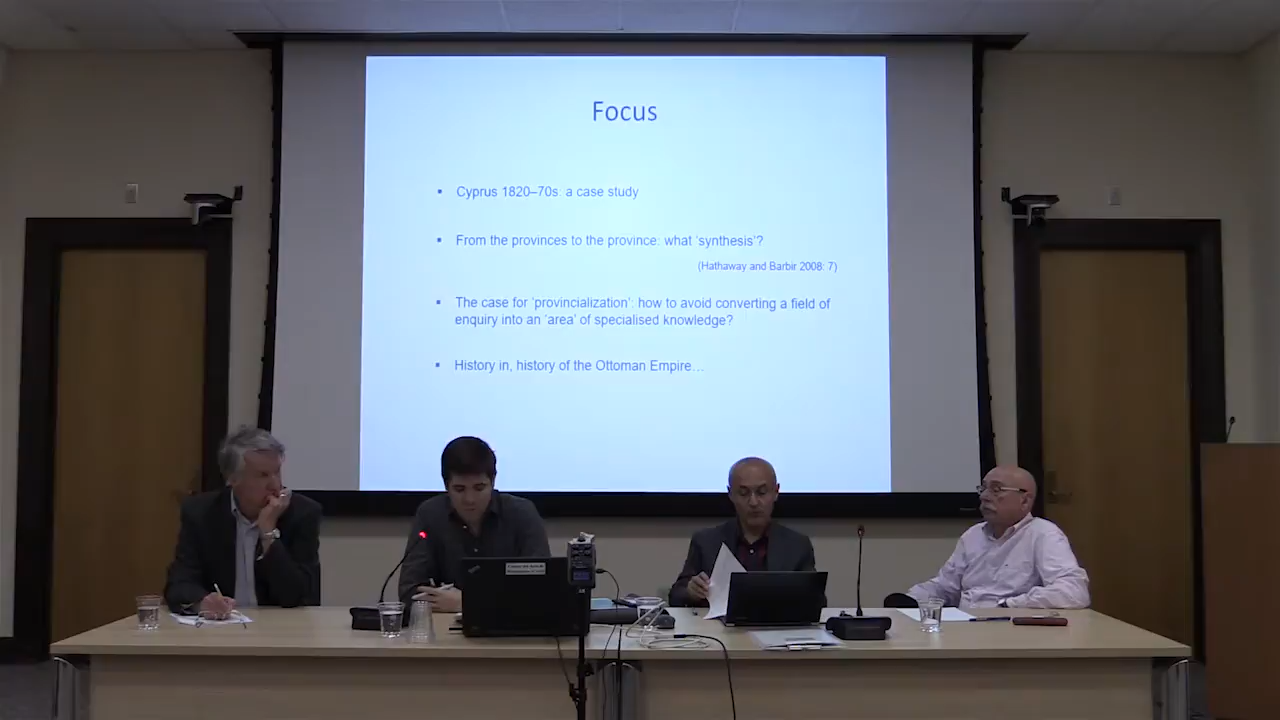 Focus
▪ Cyprus 1820–70s: a case study
▪ From the provinces to the province: what ‘synthesis’?
(Hathaway and Barbir 2008: 7)
▪ The case for ‘provincialization’: how to avoid converting a field of
enquiry into an ‘area’ of specialised knowledge?
▪ History in, history of the Ottoman Empire…